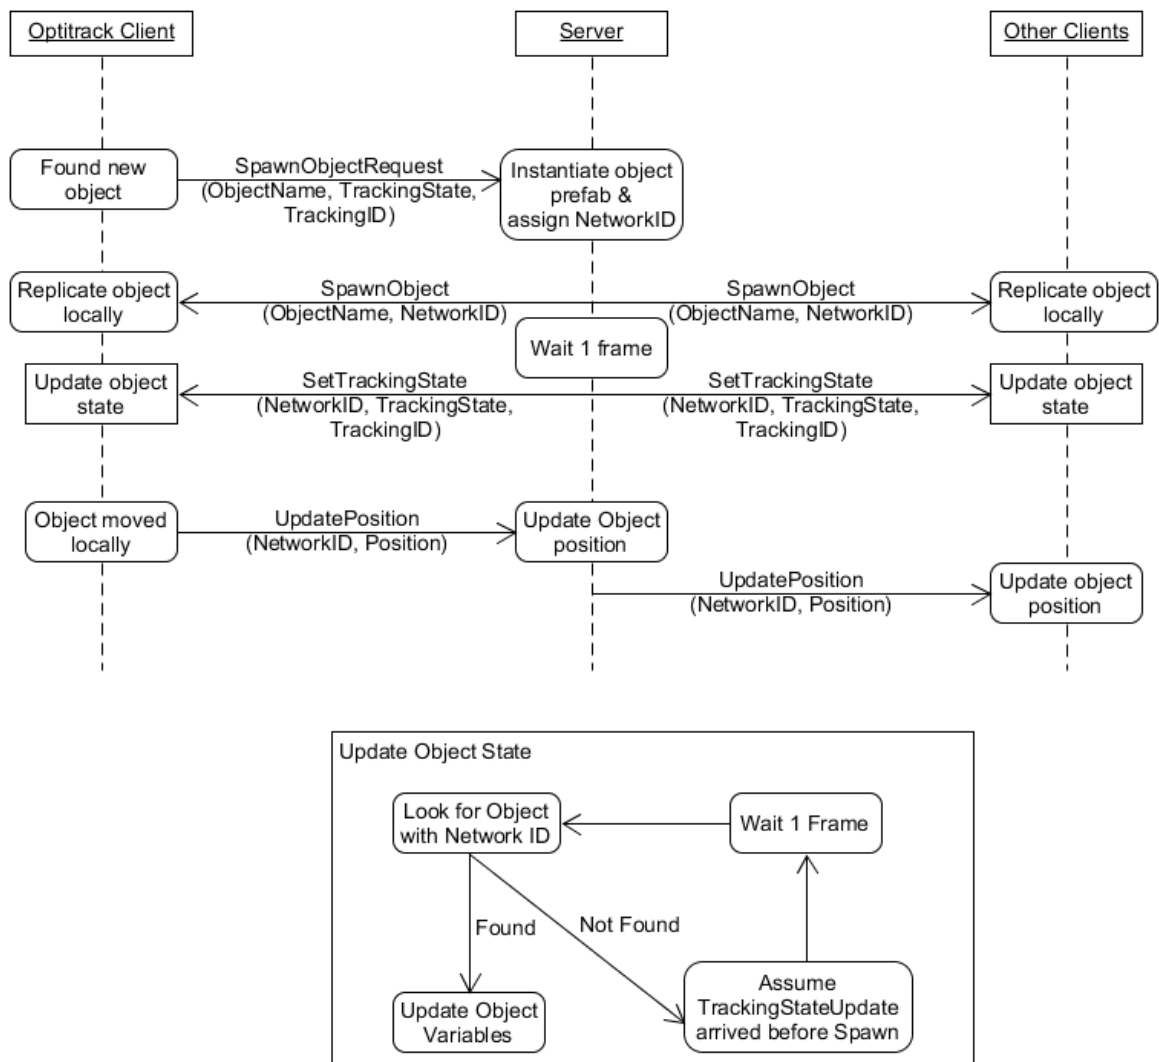 Optitrack Client
Server
Other Clients
Found new
object
SpawnObjectRequest
(ObjectName, TrackingState,
TrackingID)
Instantiate object
prefab &
assign NetworkID
Replicate object
locally
SpawnObject
(ObjectName, NetworkID)
SpawnObject
(ObjectName, NetworkID)
Replicate object
locally
Wait 1 frame
Update object
state
SetTrackingState
(NetworkID, TrackingState,
TrackingID)
SetTrackingState
(NetworkID, TrackingState,
TrackingID)
Update object
state
Object moved
locally
UpdatePosition
(NetworkID, Position)
Update Object
position
UpdatePosition
(NetworkID, Position)
Update object
position
Update Object State
Look for Object
with Network ID
Wait 1 Frame
Found
Not Found
Update Object
Variables
Assume
TrackingStateUpdate
arrived before Spawn